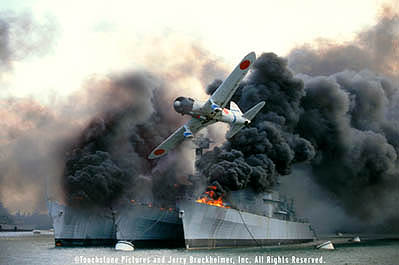 ©Touchstone Pictures and Jerry Bruckheimer, Inc. All Rights Reserved.